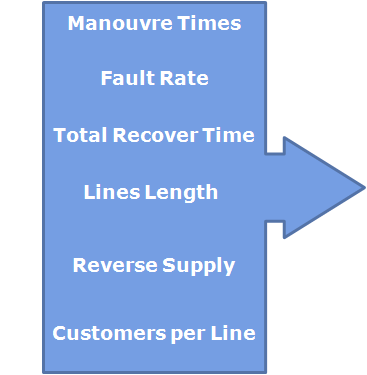 Manouvre Times
Fault Rate
Total Recover Time
Lines Length
Reverse Supply
Customers per Line